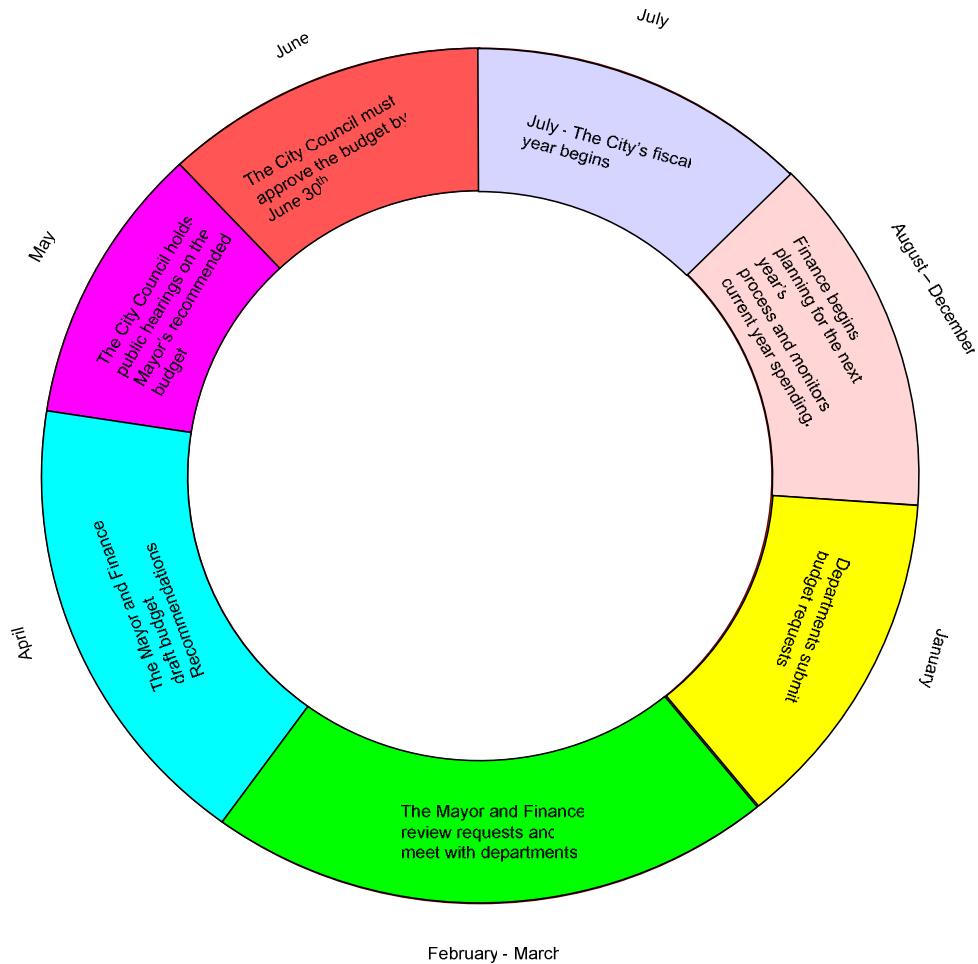 July
July - The City's fiscal
year begins
August – December
Finance begins
planning for the next
year's
process and monitors
current year spending.
January
Departments submit
budget requests
February - March
The Mayor and Finance
review requests and
meet with departments
April
The Mayor and Finance
draft budget
Recommendations
May
The City Council holds
public hearings on the
Mayor's recommended
budget
June
The City Council must
approve the budget by
June 30th